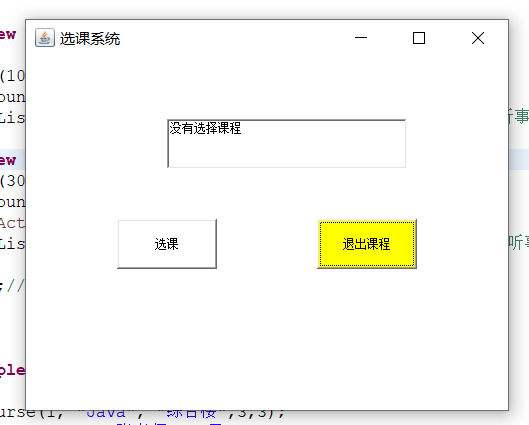 ew
选课系统
(10
oun
Lis
听事
没有选择课程
ew
(30
oun
Act
Lis
听事
选课
退出课程
;//
ple
urse(1, "Java", "综合楼",3,3);